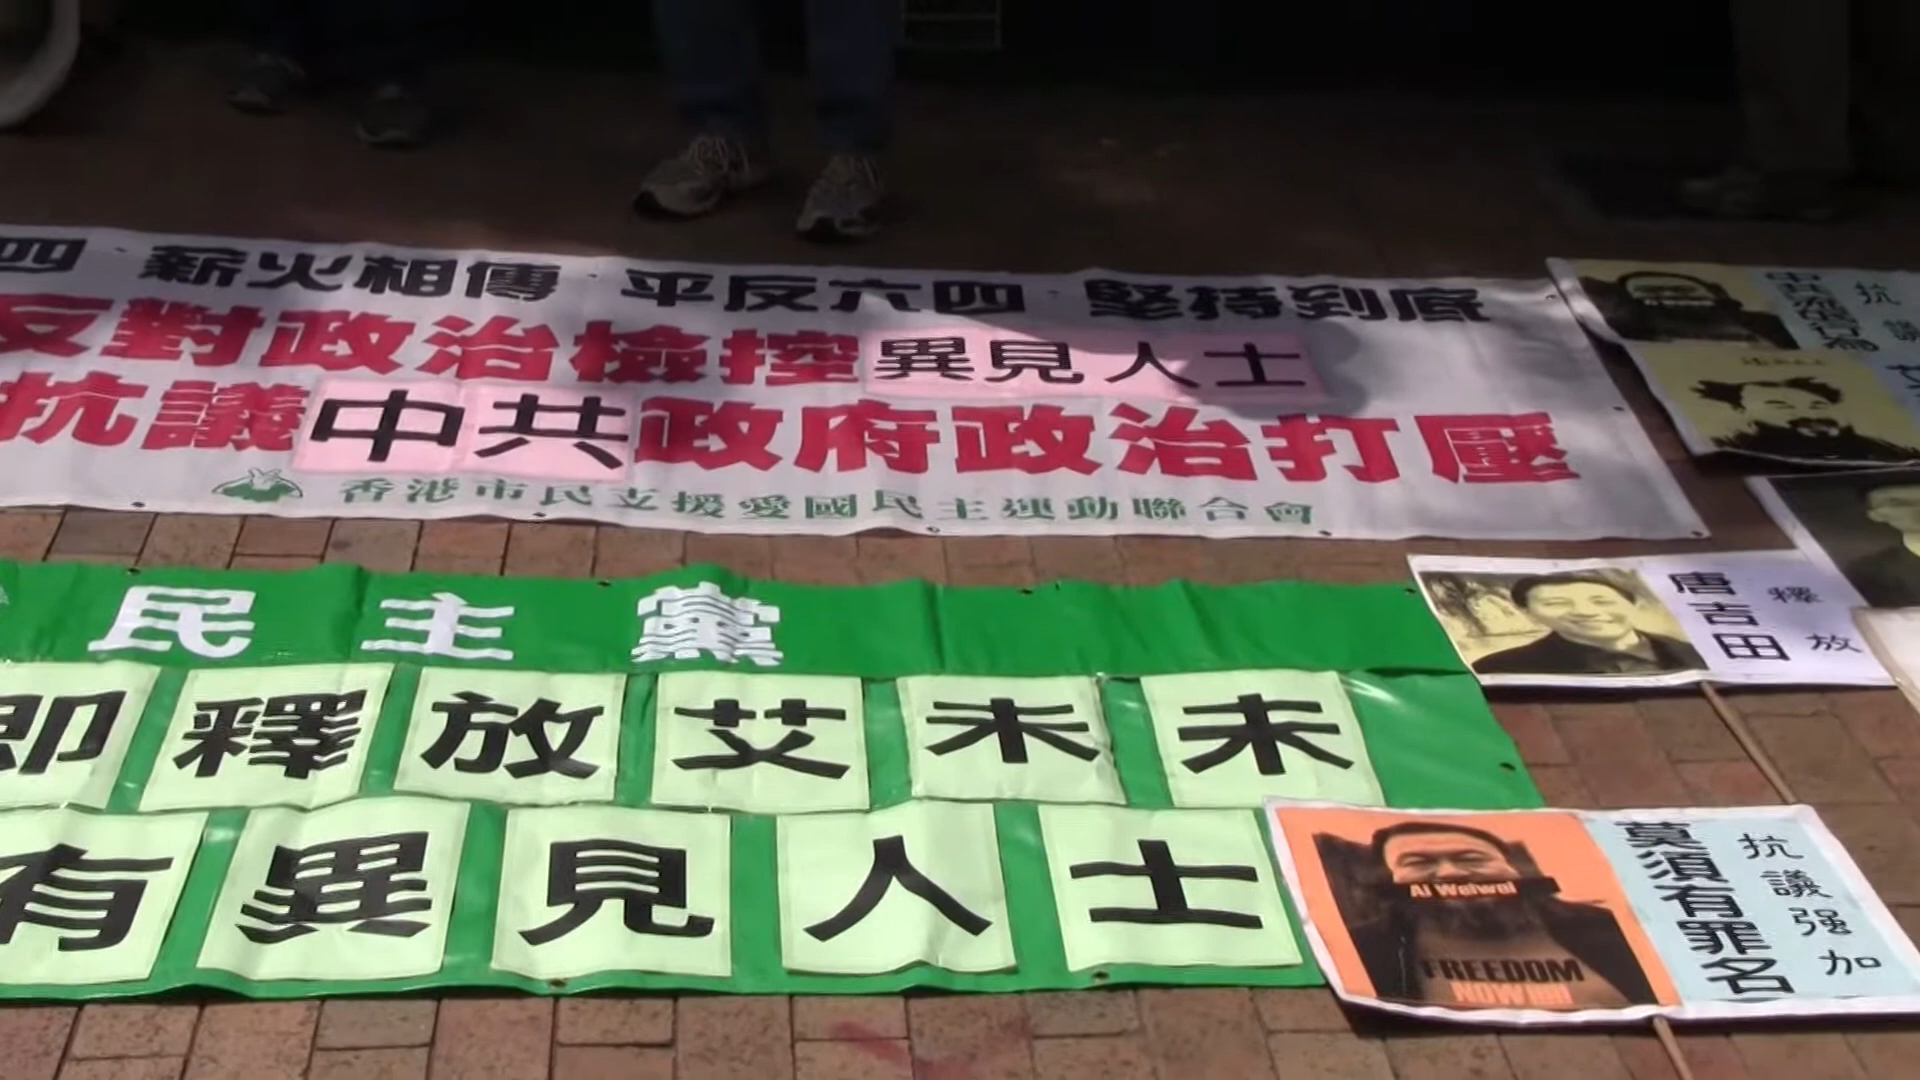 四 薪火相傳 平反六四 堅持到底
反對政治檢控異見人士
抗議中共政府政治打壓
香港市民支援愛國民主運動聯合會
民主黨
即釋放艾未未
有異見人士
釋放
唐吉田
抗議強加
莫須有罪名
Ai Weiwei
FREEDOM
NOW!!!!
抗議